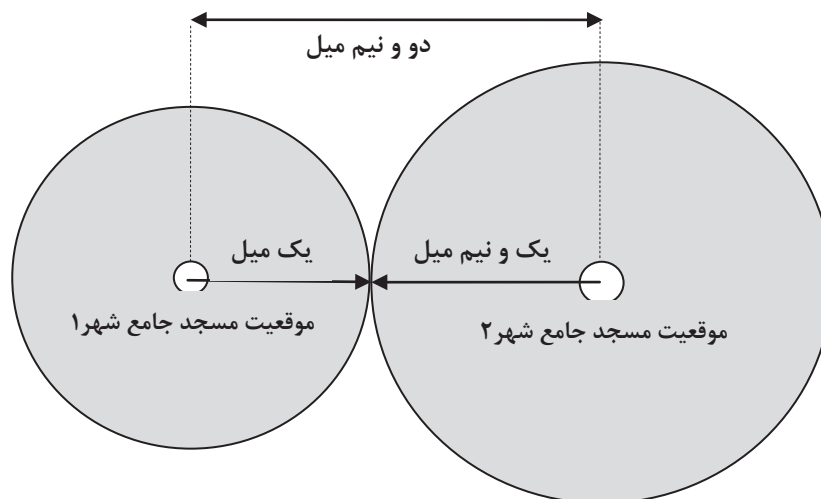 دو و نیم میل
یک و نیم میل
یک میل
موقعیت مسجد جامع شهر۲
موقعیت مسجد جامع شهر۱